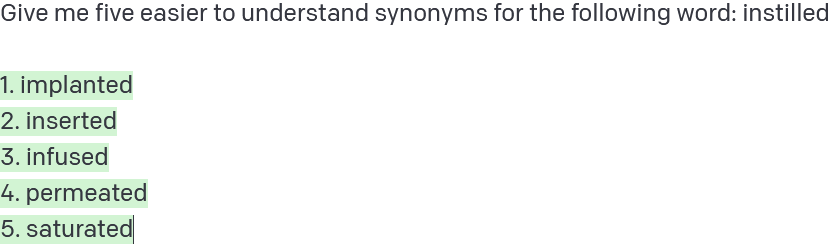 Give me five easier to understand synonyms for the following word: instilled
1. implanted
2. inserted
3. infused
4. permeated
5. saturated